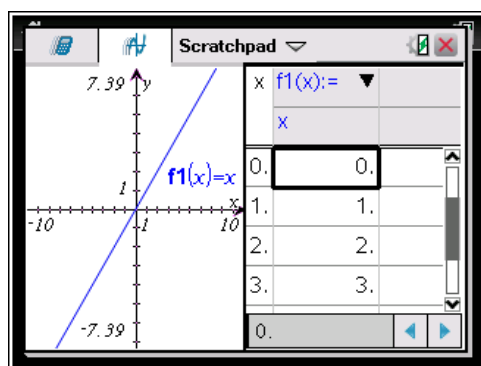 Scratchpad
7.39 y
f1(x)=x
1
x
-10 -1 10
-7.39
x f1(x):= ▼
x
0. 0.
1. 1.
2. 2.
3. 3.
0.